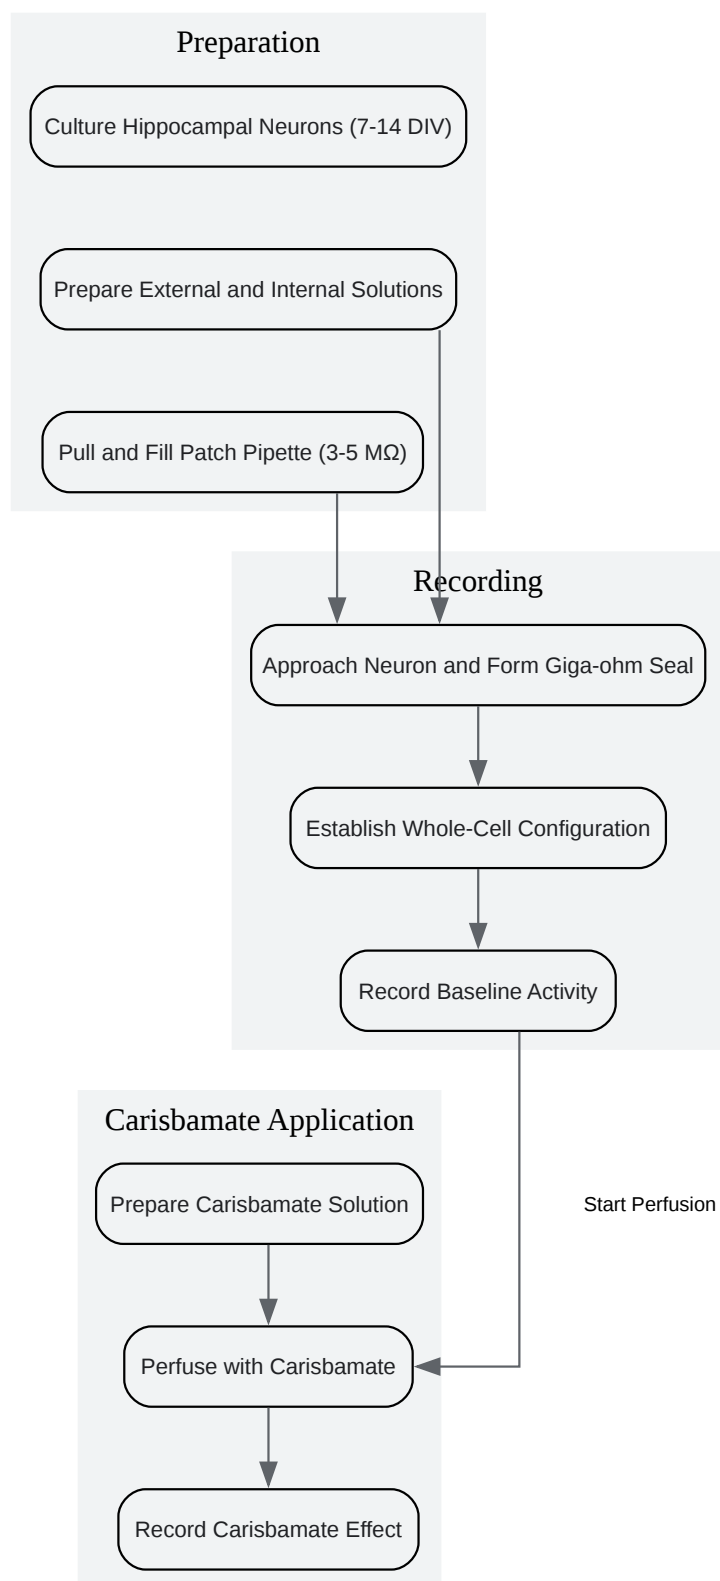 Preparation
Culture Hippocampal Neurons (7-14 DIV)
Prepare External and Internal Solutions
Pull and Fill Patch Pipette (3-5 MΩ)
Recording
Approach Neuron and Form Giga-ohm Seal
Establish Whole-Cell Configuration
Record Baseline Activity
Carisbamate Application
Prepare Carisbamate Solution
Start Perfusion
Perfuse with Carisbamate
Record Carisbamate Effect